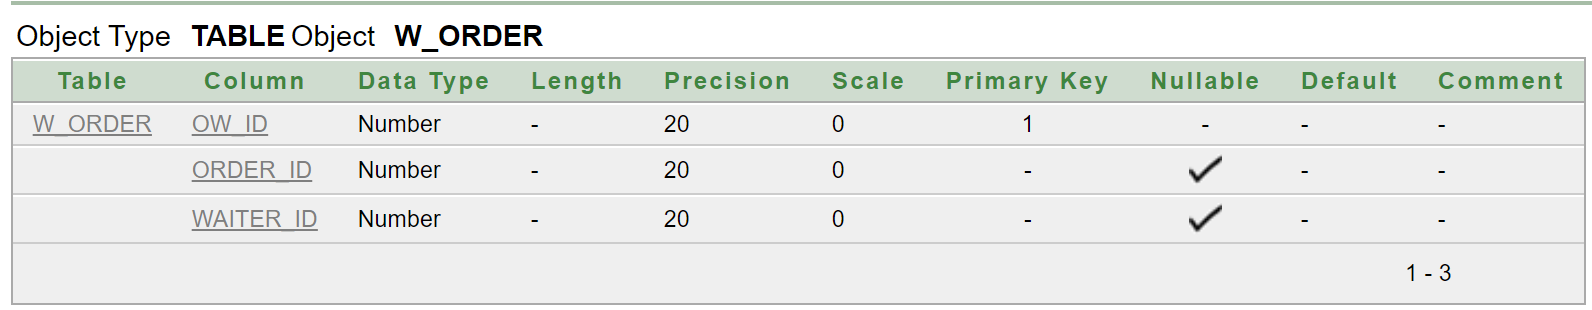 Object Type TABLE Object W_ORDER
Table Column Data Type Length Precision Scale Primary Key Nullable Default Comment
W_ORDER OW_ID Number - 20 0 1 - - -
ORDER_ID Number - 20 0 - ✓ - -
WAITER_ID Number - 20 0 - ✓ - -
1 - 3